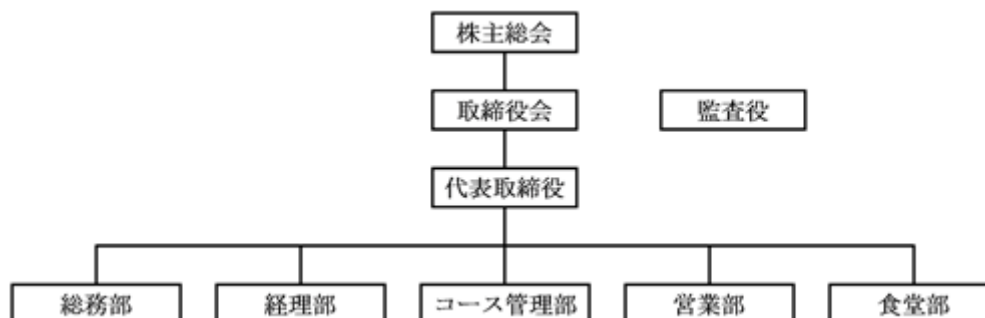 株主総会
取締役会
監査役
代表取締役
総務部
経理部
コース管理部
営業部
食堂部